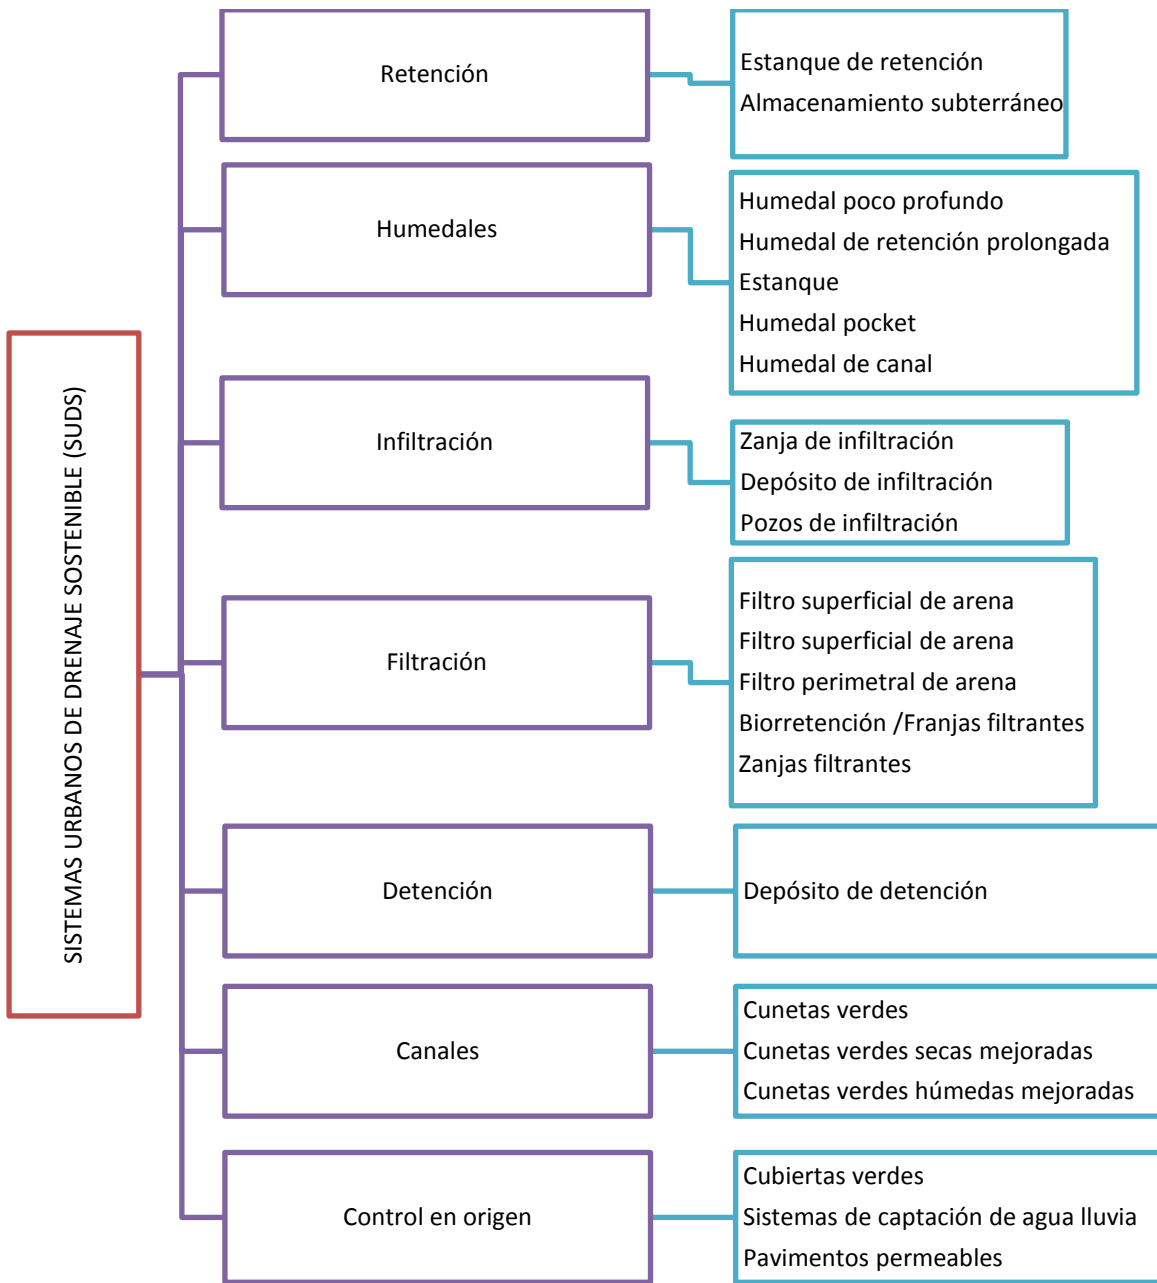 SISTEMAS URBANOS DE DRENAJE SOSTENIBLE (SUDS)
Retención
Estanque de retención
Almacenamiento subterráneo
Humedales
Humedal poco profundo
Humedal de retención prolongada
Estanque
Humedal pocket
Humedal de canal
Infiltración
Zanja de infiltración
Depósito de infiltración
Pozos de infiltración
Filtración
Filtro superficial de arena
Filtro superficial de arena
Filtro perimetral de arena
Biorretención /Franjas filtrantes
Zanjas filtrantes
Detención
Depósito de detención
Canales
Cunetas verdes
Cunetas verdes secas mejoradas
Cunetas verdes húmedas mejoradas
Control en origen
Cubiertas verdes
Sistemas de captación de agua lluvia
Pavimentos permeables